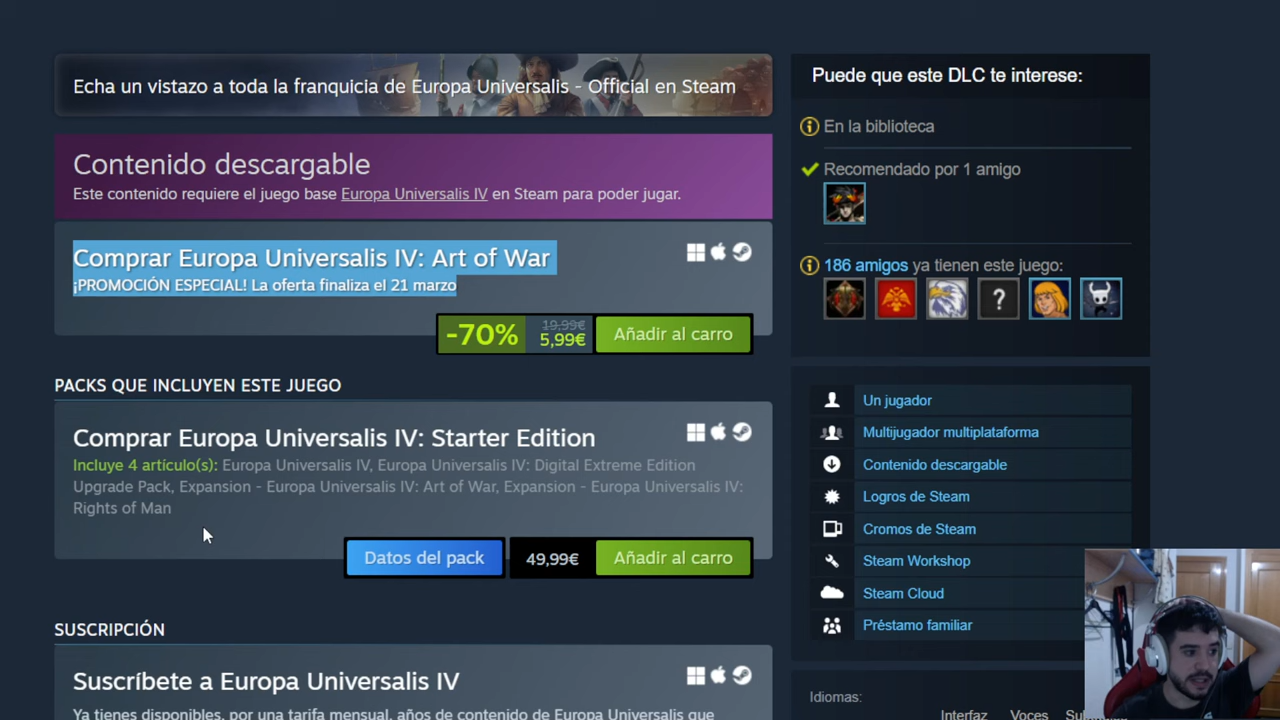 Echa un vistazo a toda la franquicia de Europa Universalis - Official en Steam
Contenido descargable
Este contenido requiere el juego base Europa Universalis IV en Steam para poder jugar.
Comprar Europa Universalis IV: Art of War
¡PROMOCIÓN ESPECIAL! La oferta finaliza el 21 marzo
-70%
19,99€
5,99€
Añadir al carro
PACKS QUE INCLUYEN ESTE JUEGO
Comprar Europa Universalis IV: Starter Edition
Incluye 4 artículo(s): Europa Universalis IV, Europa Universalis IV: Digital Extreme Edition
Upgrade Pack, Expansion - Europa Universalis IV: Art of War, Expansion - Europa Universalis IV:
Rights of Man
Datos del pack
49,99€
Añadir al carro
SUSCRIPCIÓN
Suscríbete a Europa Universalis IV
Ya tienes disponibles, por una tarifa mensual, años de contenido de Europa Universalis que
Puede que este DLC te interese:
En la biblioteca
Recomendado por 1 amigo
186 amigos ya tienen este juego:
?
Un jugador
Multijugador multiplataforma
Contenido descargable
Logros de Steam
Cromos de Steam
Steam Workshop
Steam Cloud
Préstamo familiar
Idiomas:
Interfaz Voces